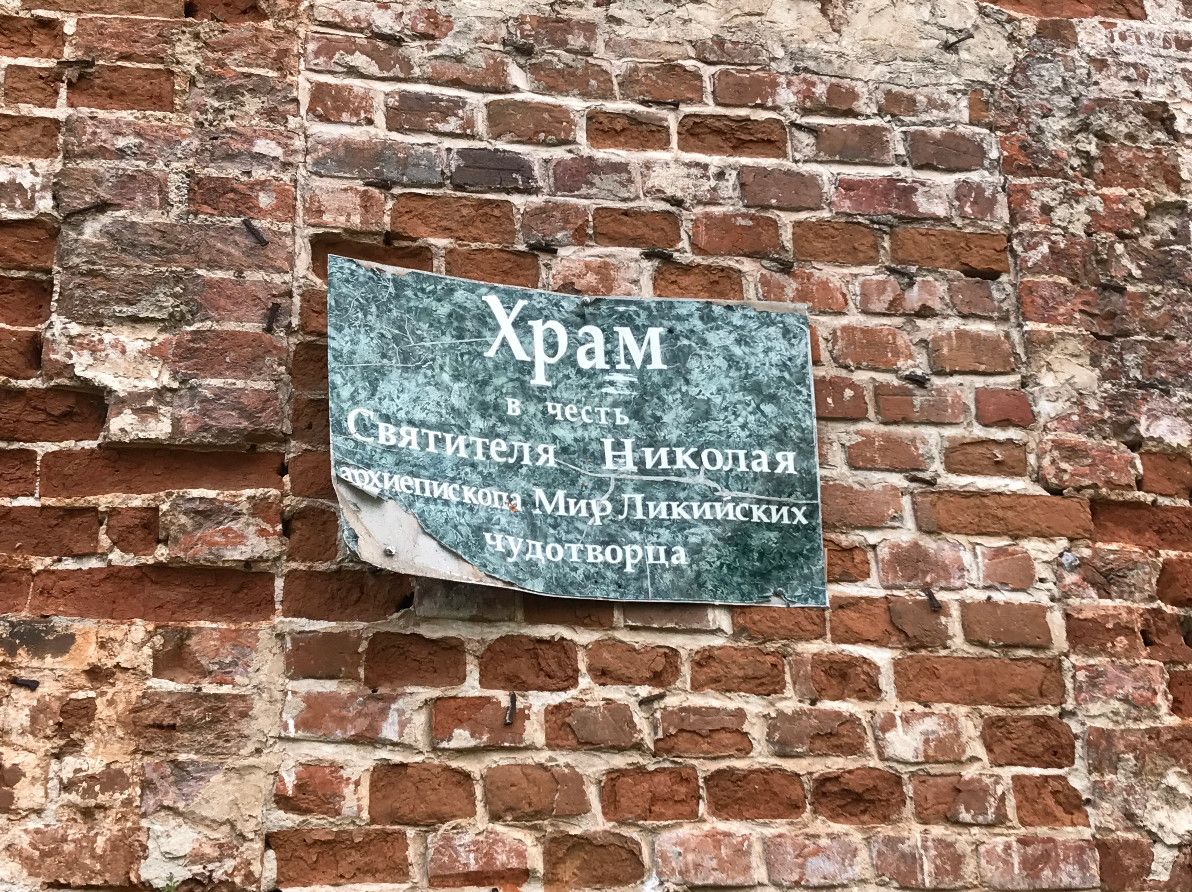 Храм
в честь
Святителя Николая
архиепископа Мир Ликийских
чудотворца